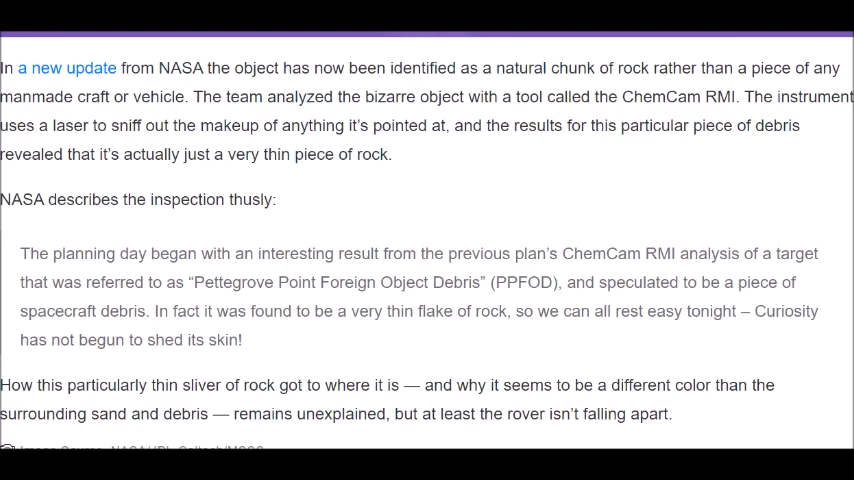 In a new update from NASA the object has now been identified as a natural chunk of rock rather than a piece of any
manmade craft or vehicle. The team analyzed the bizarre object with a tool called the ChemCam RMI. The instrument
uses a laser to sniff out the makeup of anything it’s pointed at, and the results for this particular piece of debris
revealed that it’s actually just a very thin piece of rock.
NASA describes the inspection thusly:
The planning day began with an interesting result from the previous plan’s ChemCam RMI analysis of a target
that was referred to as “Pettegrove Point Foreign Object Debris” (PPFOD), and speculated to be a piece of
spacecraft debris. In fact it was found to be a very thin flake of rock, so we can all rest easy tonight – Curiosity
has not begun to shed its skin!
How this particularly thin sliver of rock got to where it is — and why it seems to be a different color than the
surrounding sand and debris — remains unexplained, but at least the rover isn’t falling apart.